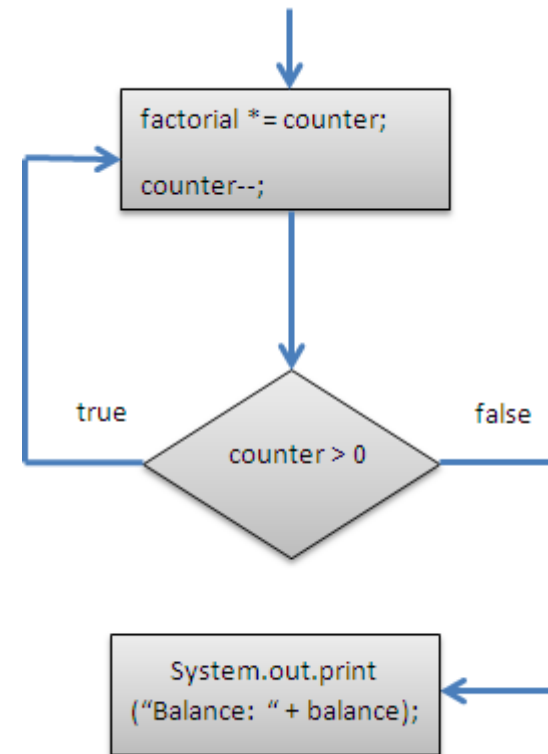 factorial *= counter;
counter--;
true
false
counter > 0
System.out.print
(“Balance: “ + balance);